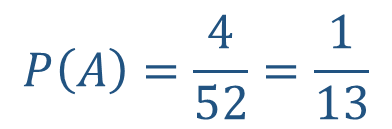 P(A) = 4/52 = 1/13